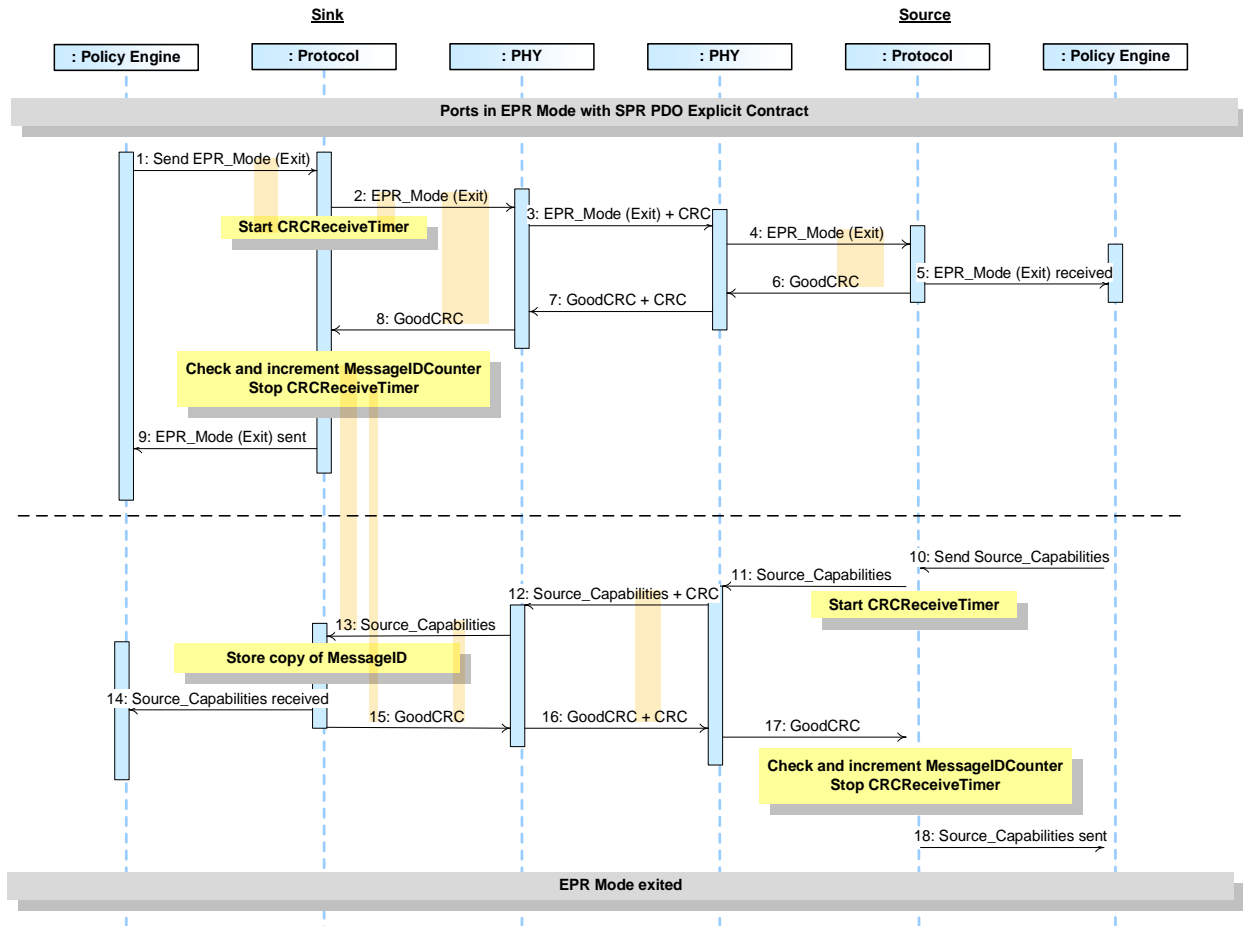 Sink
Source
: Policy Engine
: Protocol
: PHY
: PHY
: Protocol
: Policy Engine
Ports in EPR Mode with SPR PDO Explicit Contract
1: Send EPR_Mode (Exit)
2: EPR_Mode (Exit)
3: EPR_Mode (Exit) + CRC
Start CRCReceiveTimer
4: EPR_Mode (Exit)
5: EPR_Mode (Exit) received
6: GoodCRC
7: GoodCRC + CRC
8: GoodCRC
Check and increment MessageIDCounter
Stop CRCReceiveTimer
9: EPR_Mode (Exit) sent
10: Send Source_Capabilities
11: Source_Capabilities
12: Source_Capabilities + CRC
Start CRCReceiveTimer
13: Source_Capabilities
Store copy of MessageID
14: Source_Capabilities received
15: GoodCRC
16: GoodCRC + CRC
17: GoodCRC
Check and increment MessageIDCounter
Stop CRCReceiveTimer
18: Source_Capabilities sent
EPR Mode exited